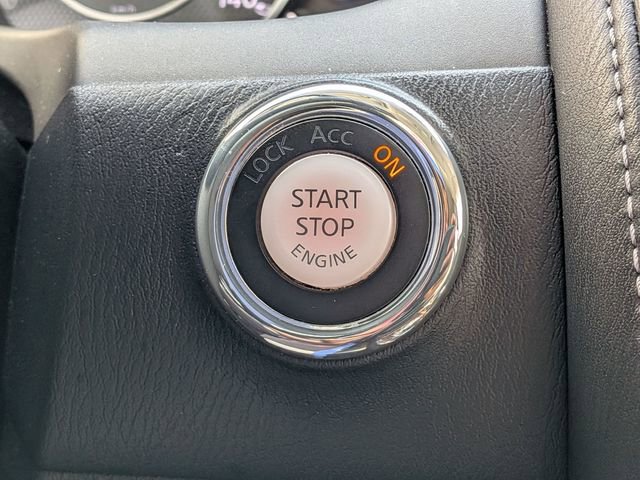 LOCK Acc ON
START
STOP
ENGINE